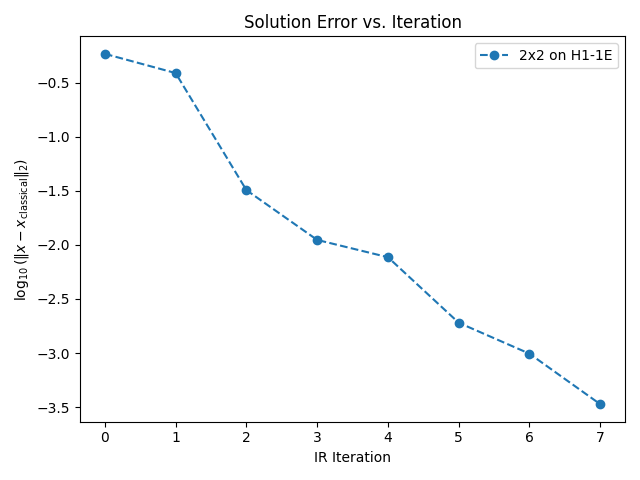 Solution Error vs. Iteration
2x2 on H1-1E
−0.5
−1.0
−1.5
−2.0
−2.5
−3.0
−3.5
log₁₀(‖x − x_classical‖₂)
0 1 2 3 4 5 6 7
IR Iteration